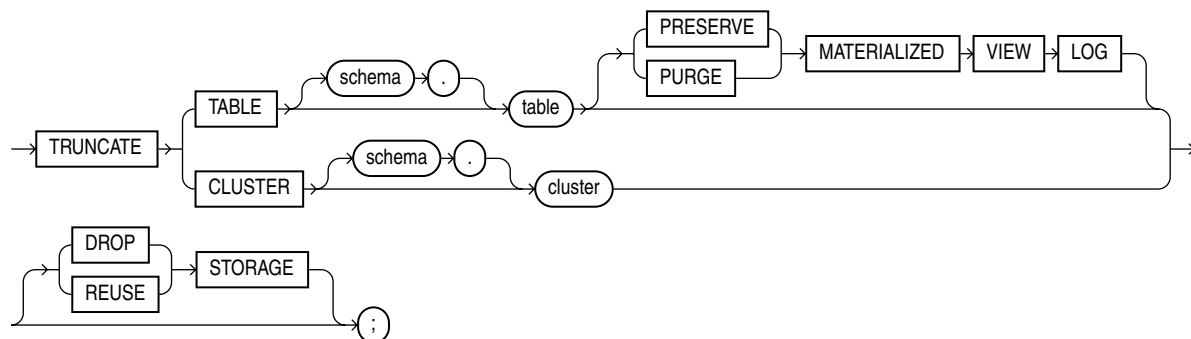 PRESERVE
PURGE MATERIALIZED VIEW LOG
TRUNCATE TABLE schema . table
CLUSTER schema . cluster
DROP
REUSE STORAGE ;